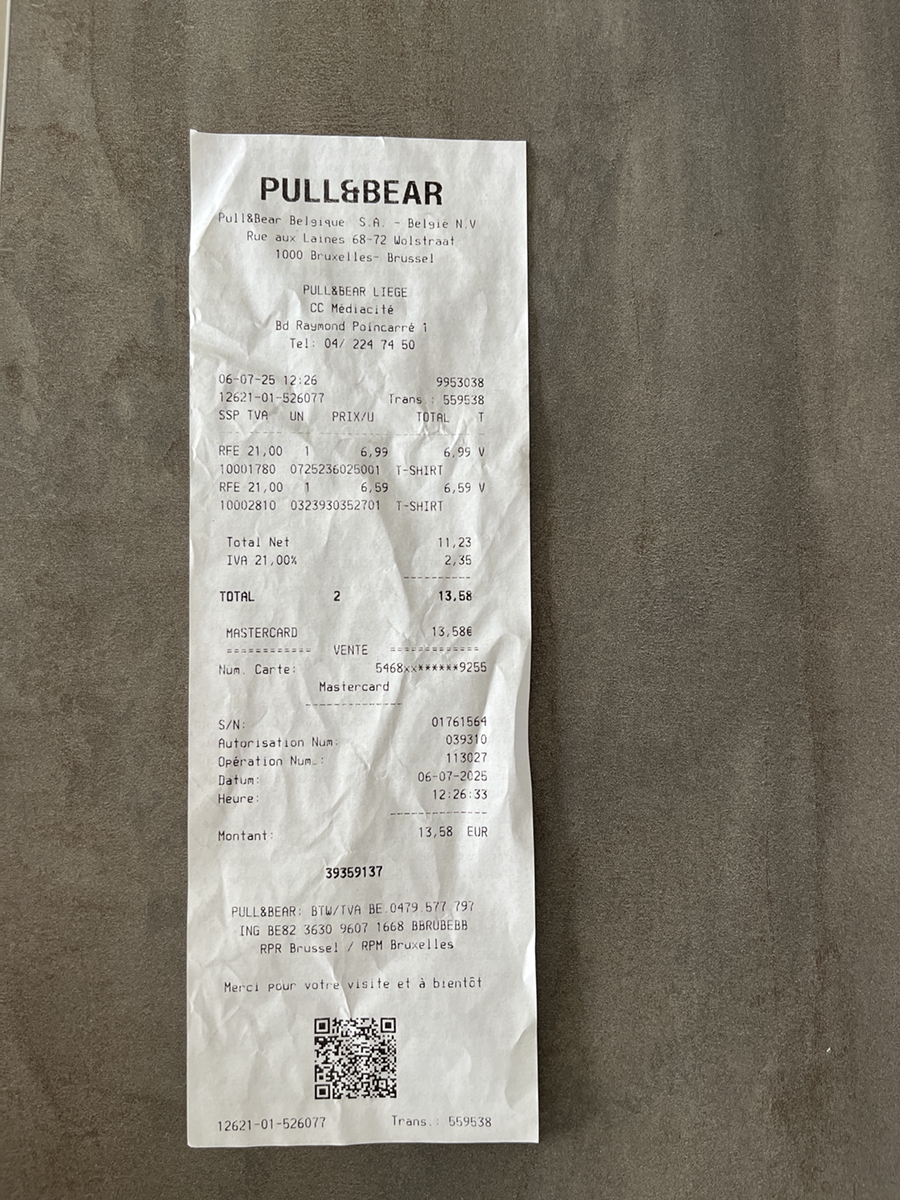 PULL&BEAR
Pull&Bear Belgique S.A. - België N.V
Rue aux Laines 68-72 Wolstraat
1000 Bruxelles- Brussel
PULL&BEAR LIEGE
CC Médiacité
Bd Raymond Poincarré 1
Tel: 04/ 224 74 50
06-07-25 12:26 9953038
12621-01-526077 Trans.: 559538
SSP TVA UN PRIX/U TOTAL T
RFE 21,00 1 6,99 6,99 V
10001780 0725236025001 T-SHIRT
RFE 21,00 1 6,59 6,59 V
10002810 0323930352701 T-SHIRT
Total Net 11,23
IVA 21,00% 2,35
----------
TOTAL 2 13,58
MASTERCARD 13,58€
============ VENTE ============
Num. Carte: 5468xx******9255
Mastercard
--------------
S/N: 01761564
Autorisation Num: 039310
Opération Num.: 113027
Datum: 06-07-2025
Heure: 12:26:33
--------------
Montant: 13,58 EUR
39359137
PULL&BEAR: BTW/TVA BE.0479.577.797
ING BE82 3630 9607 1668 BBRUBEBB
RPR Brussel / RPM Bruxelles
Merci pour votre visite et à bientôt
12621-01-526077 Trans.: 559538